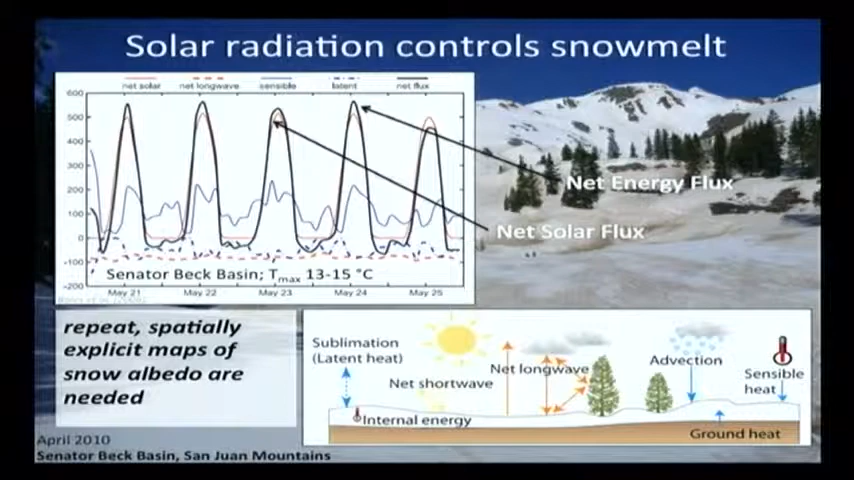 Solar radiation controls snowmelt
net solar net longwave sensible latent net flux
600
500
400
300
200
100
0
-100
-200
May 21 May 22 May 23 May 24 May 25
Senator Beck Basin; Tmax 13-15 °C
Net Energy Flux
Net Solar Flux
repeat, spatially
explicit maps of
snow albedo are
needed
Sublimation
(Latent heat)
Net shortwave
Net longwave
Advection
Sensible
heat
Internal energy
Ground heat
April 2010
Senator Beck Basin, San Juan Mountains